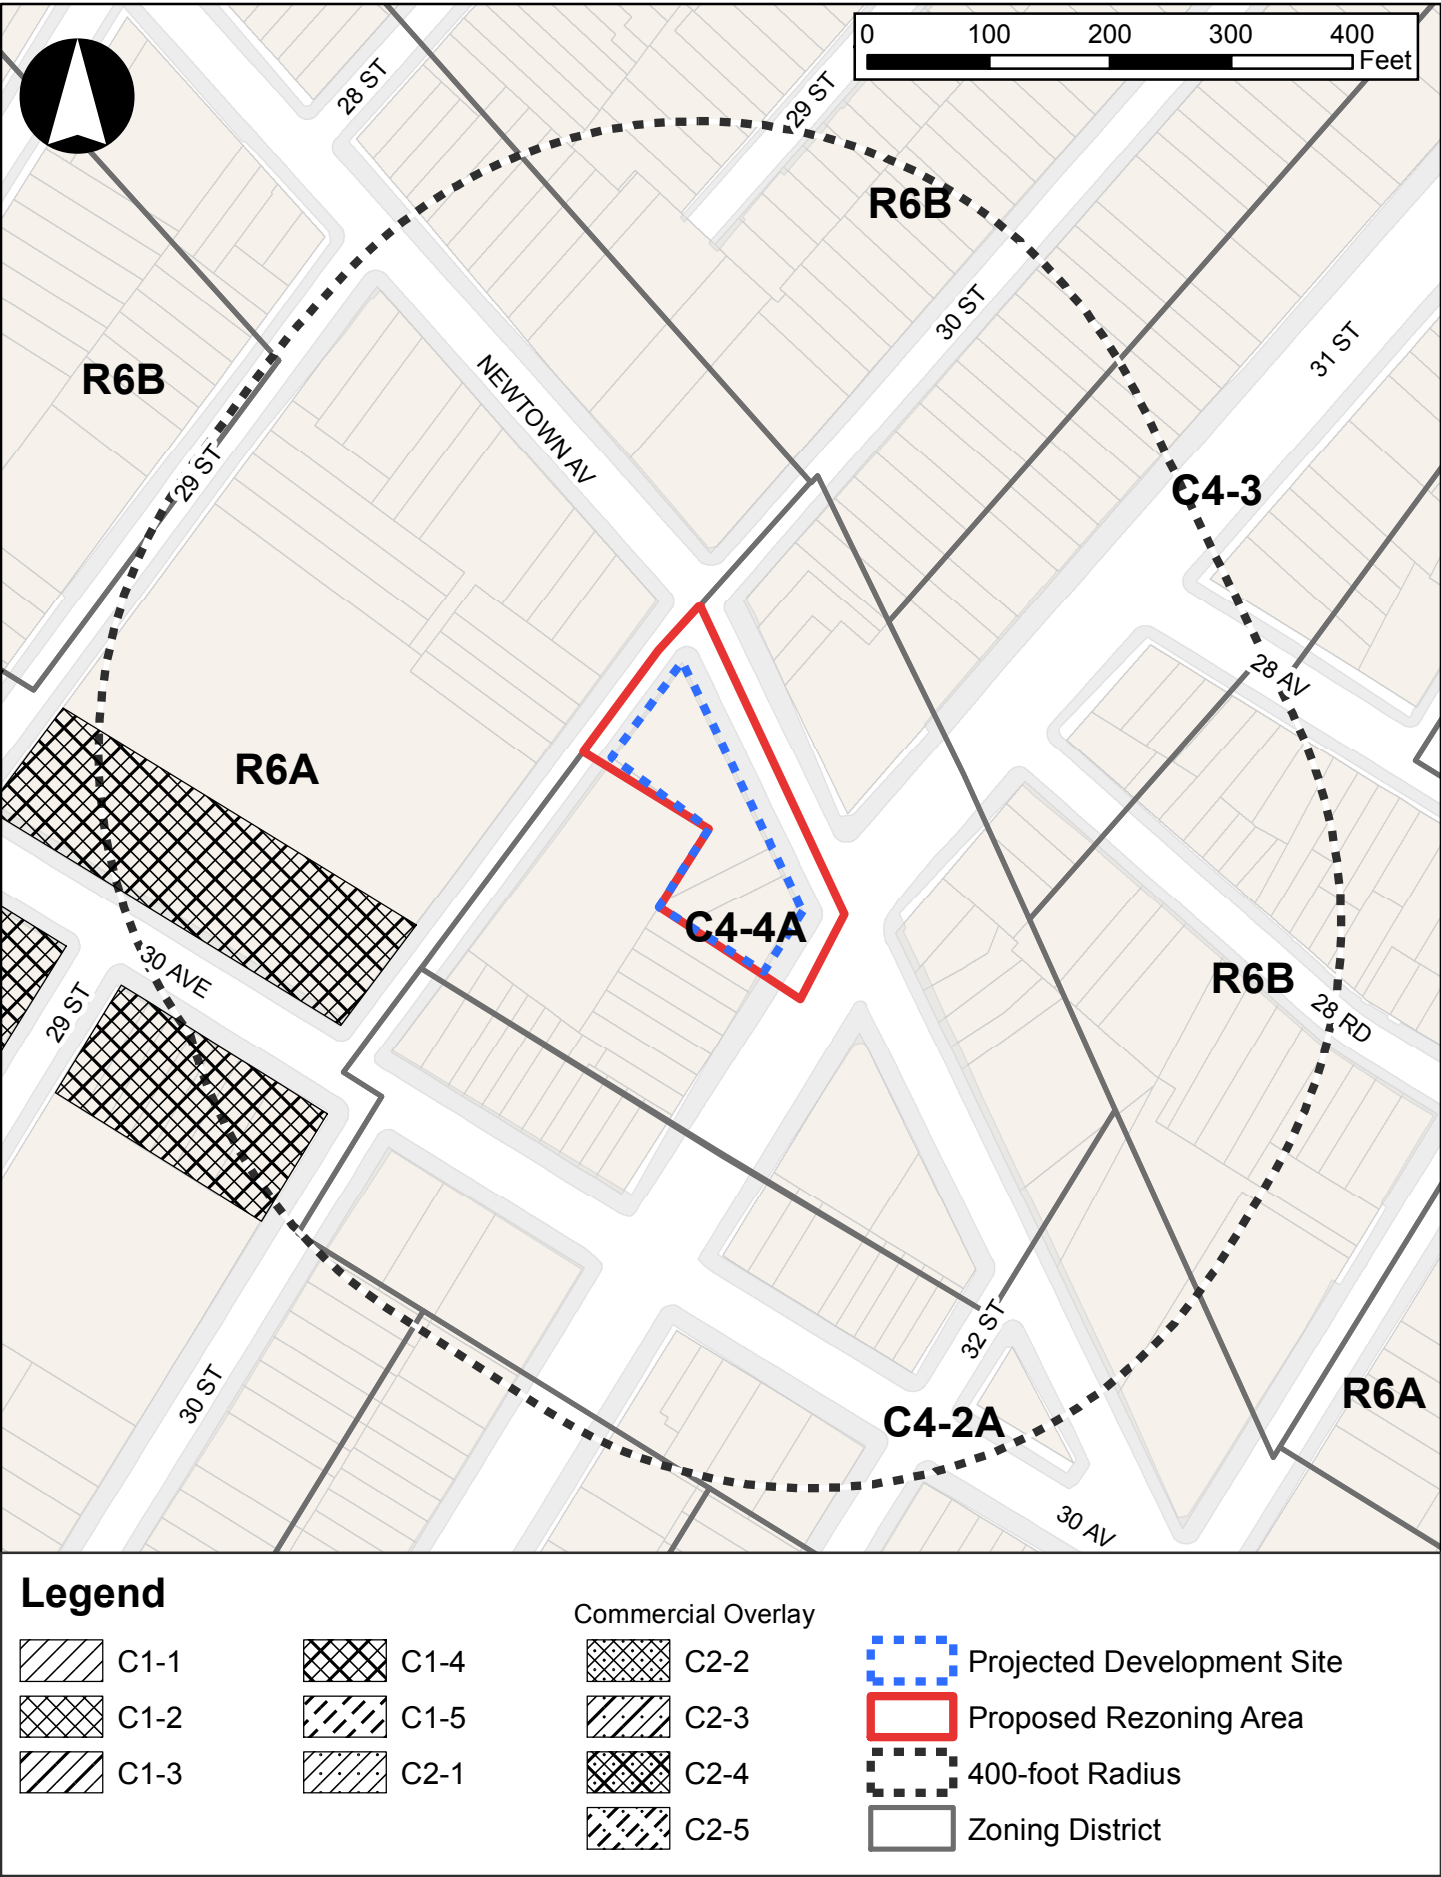 0 100 200 300 400
Feet
28 ST
29 ST
R6B
30 ST
31 ST
R6B
NEWTOWN AV
29 ST
C4-3
28 AV
R6A
C4-4A
30 AVE
R6B
29 ST
28 RD
32 ST
30 ST
R6A
C4-2A
30 AV
Legend
Commercial Overlay
C1-1
C1-2
C1-3
C1-4
C1-5
C2-1
C2-2
C2-3
C2-4
C2-5
Projected Development Site
Proposed Rezoning Area
400-foot Radius
Zoning District